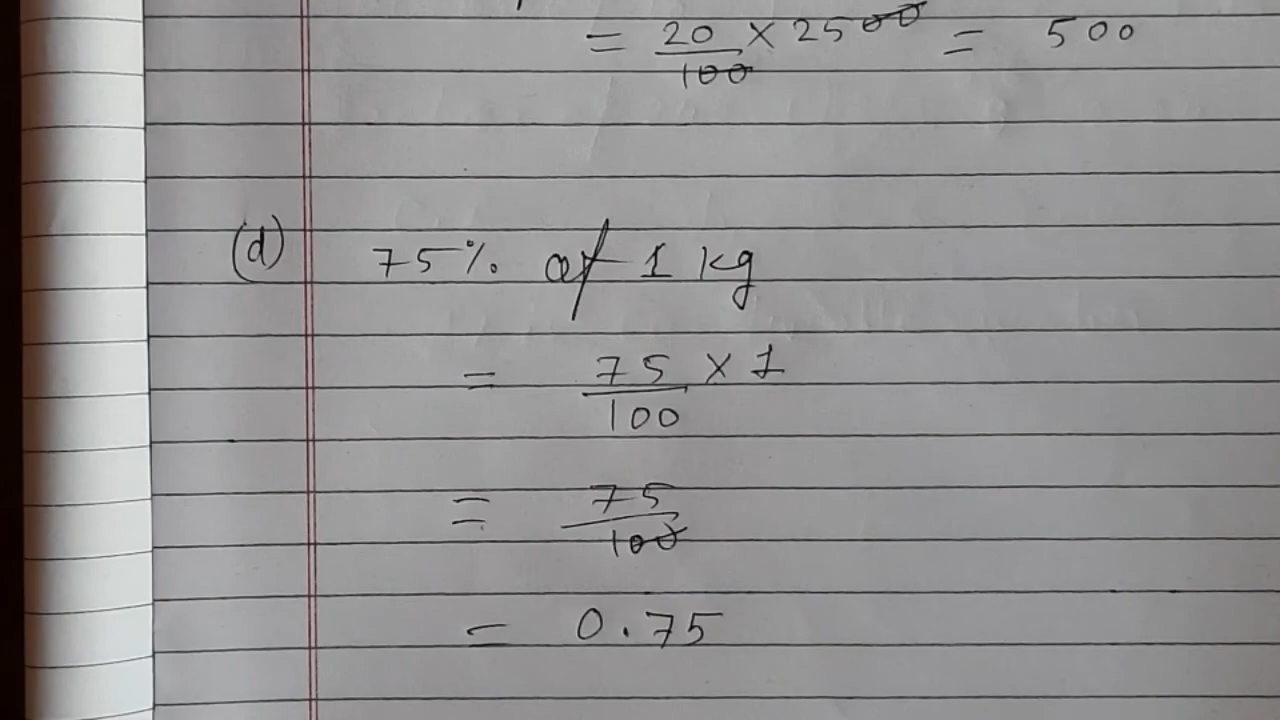 = 20/100 × 2500 = 500
(d) 75% of 1 kg
= 75/100 × 1
= 75/100
= 0.75